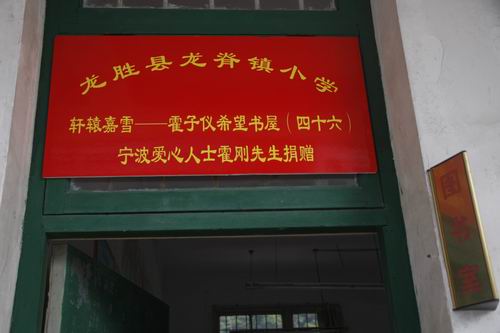 龙胜县龙脊镇小学
轩辕嘉雪——霍子仪希望书屋（四十六）
宁波爱心人士霍刚先生捐赠
图书室